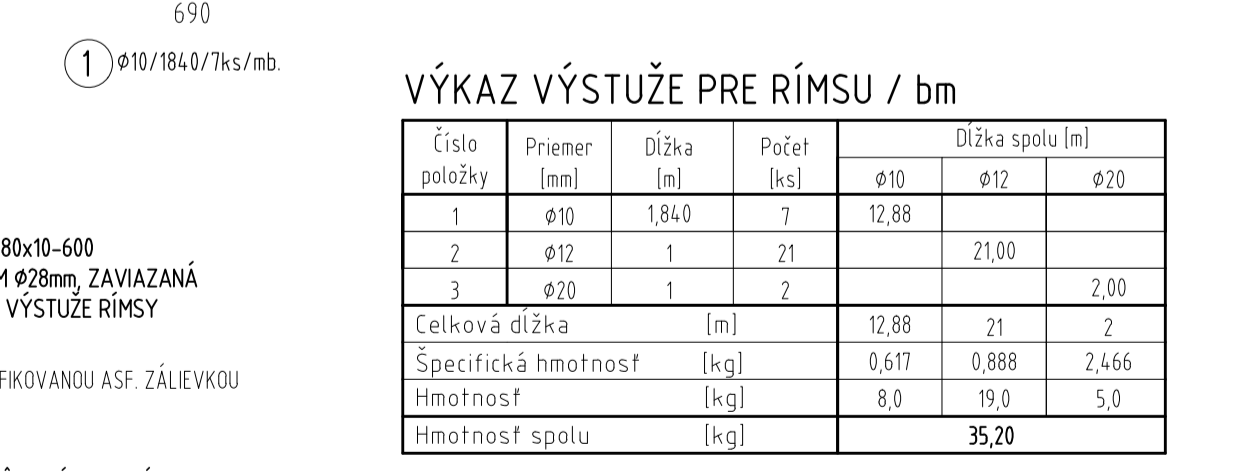 690
1 φ10/1840/7ks/mb.
80x10-600
φ28mm, ZAVIAZANÁ
VÝSTUŽE RÍMSY
ASF. ZÁLIEVKOU
VÝKAZ VÝSTUŽE PRE RÍMSU / bm
Číslo položky Priemer [mm] Dĺžka [m] Počet [ks] Dĺžka spolu [m]
φ10 φ12 φ20
1 φ10 1,840 7 12,88
2 φ12 1 21 21,00
3 φ20 1 2 2,00
Celková dĺžka [m] 12,88 21 2
Špecifická hmotnosť [kg] 0,617 0,888 2,466
Hmotnosť [kg] 8,0 19,0 5,0
Hmotnosť spolu [kg] 35,20